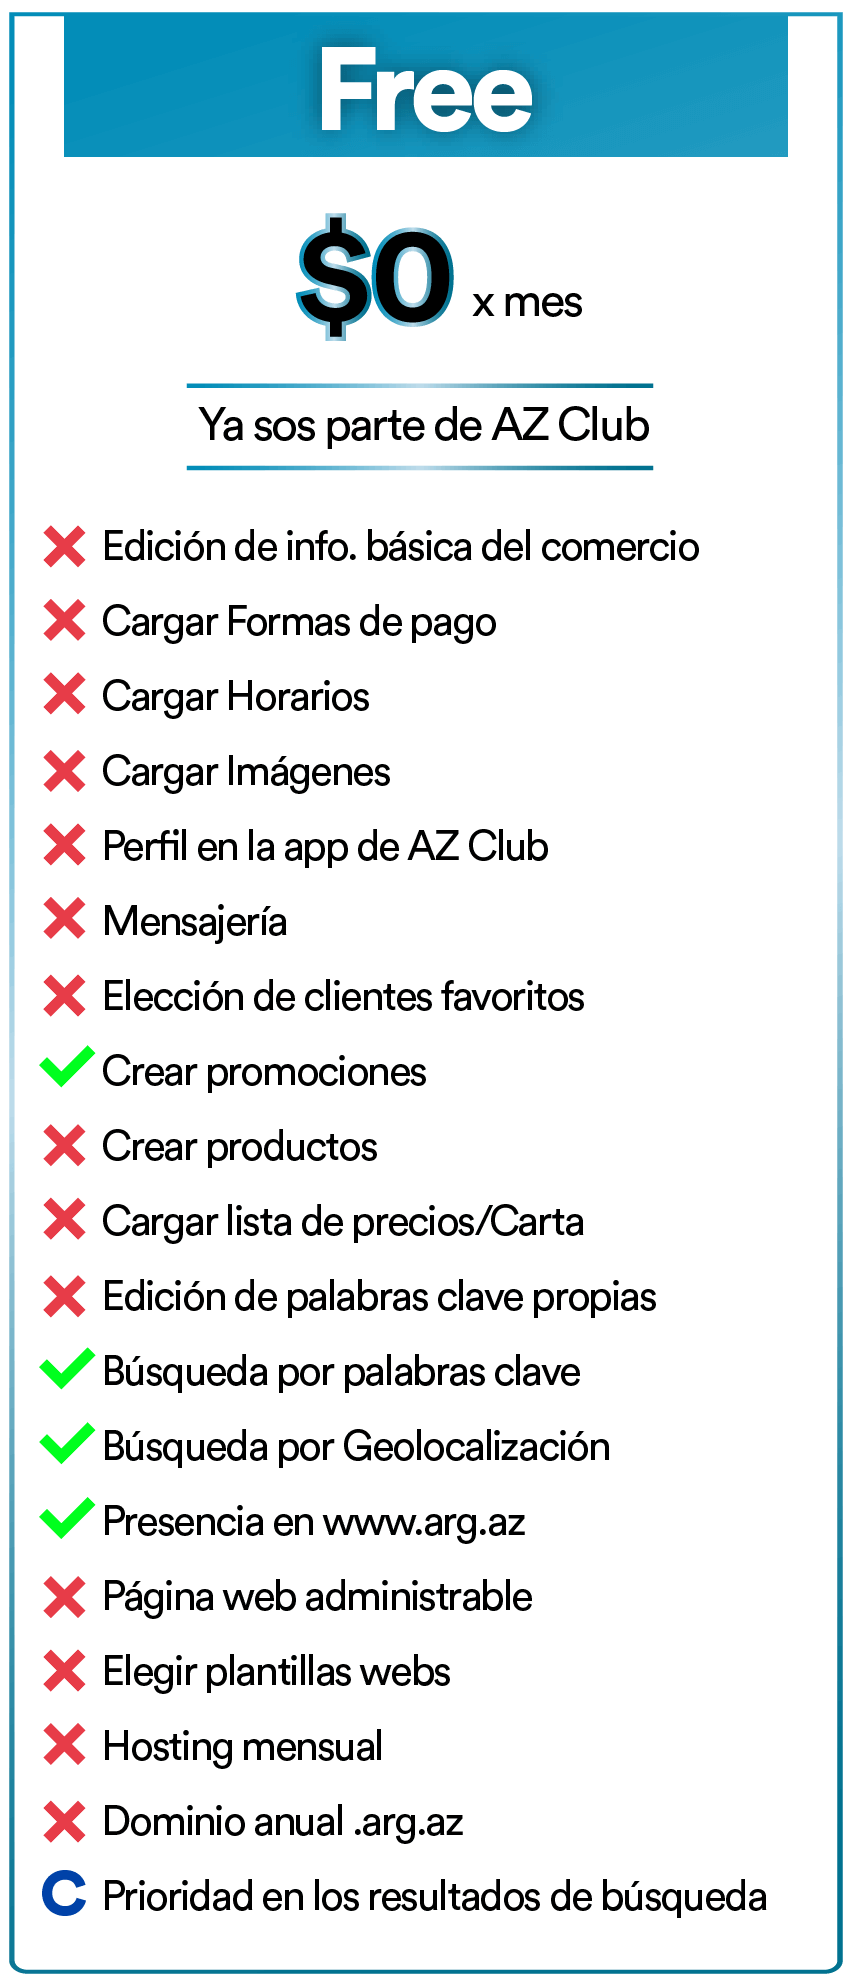 Free
$0 x mes
Ya sos parte de AZ Club
Edición de info. básica del comercio
Cargar Formas de pago
Cargar Horarios
Cargar Imágenes
Perfil en la app de AZ Club
Mensajería
Elección de clientes favoritos
Crear promociones
Crear productos
Cargar lista de precios/Carta
Edición de palabras clave propias
Búsqueda por palabras clave
Búsqueda por Geolocalización
Presencia en www.arg.az
Página web administrable
Elegir plantillas webs
Hosting mensual
Dominio anual .arg.az
C Prioridad en los resultados de búsqueda